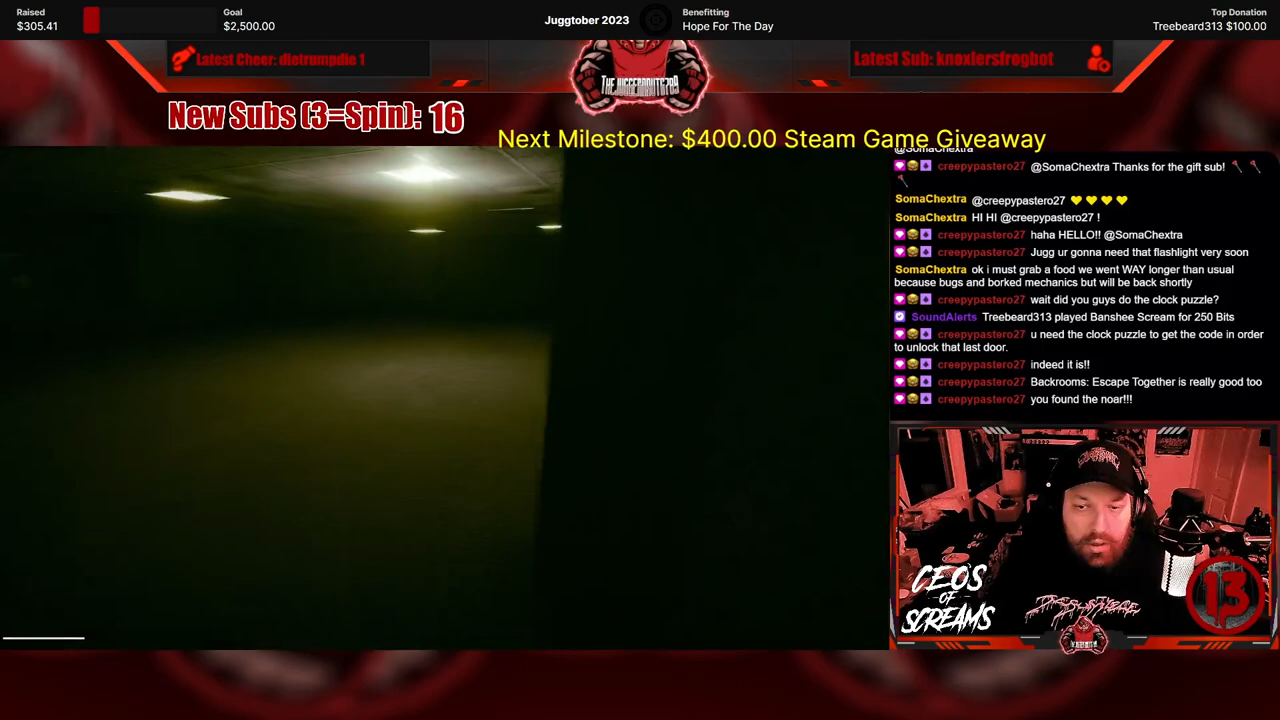 Raised
$305.41
Goal
$2,500.00
Juggtober 2023
Benefitting
Hope For The Day
Top Donation
Treebeard313 $100.00
Latest Cheer: dietrumpdie 1
THEJUGGERNAUT6789
Latest Sub: knoxiersfrogbot
New Subs (3=Spin): 16
Next Milestone: $400.00 Steam Game Giveaway
@SomaChextra
creepypastero27 @SomaChextra Thanks for the gift sub!
SomaChextra @creepypastero27
SomaChextra HI HI @creepypastero27 !
creepypastero27 haha HELLO!! @SomaChextra
creepypastero27 Jugg ur gonna need that flashlight very soon
SomaChextra ok i must grab a food we went WAY longer than usual
because bugs and borked mechanics but will be back shortly
creepypastero27 wait did you guys do the clock puzzle?
SoundAlerts Treebeard313 played Banshee Scream for 250 Bits
creepypastero27 u need the clock puzzle to get the code in order
to unlock that last door.
creepypastero27 indeed it is!!
creepypastero27 Backrooms: Escape Together is really good too
creepypastero27 you found the noar!!!
CEOS
OF
SCREAMS
13